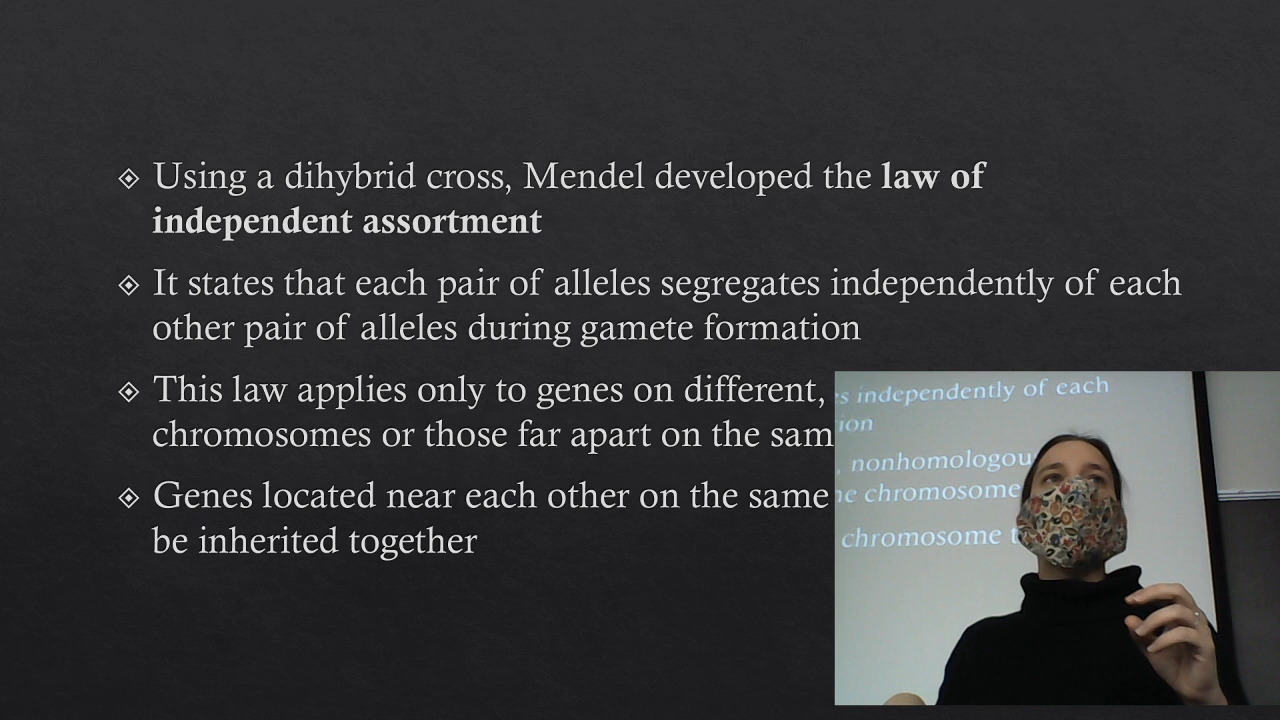 Using a dihybrid cross, Mendel developed the law of
independent assortment
It states that each pair of alleles segregates independently of each
other pair of alleles during gamete formation
This law applies only to genes on different,
chromosomes or those far apart on the sam
Genes located near each other on the same
be inherited together
s independently of each
ion
, nonhomologou
e chromosome
chromosome t